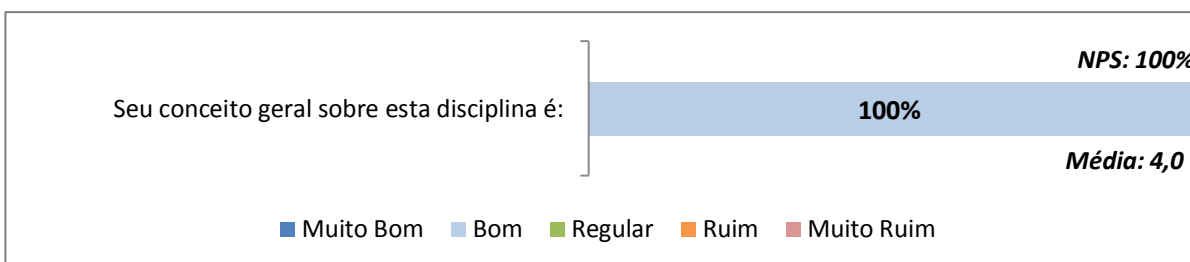 NPS: 100%
Seu conceito geral sobre esta disciplina é:
100%
Média: 4,0
Muito Bom Bom Regular Ruim Muito Ruim